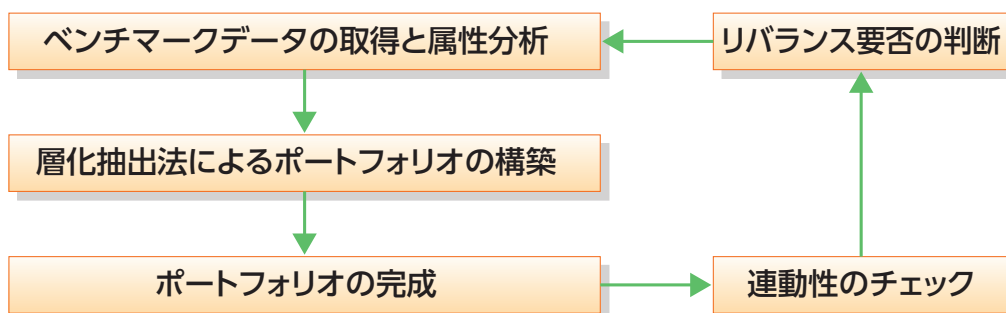 ベンチマークデータの取得と属性分析
リバランス要否の判断
層化抽出法によるポートフォリオの構築
ポートフォリオの完成
連動性のチェック